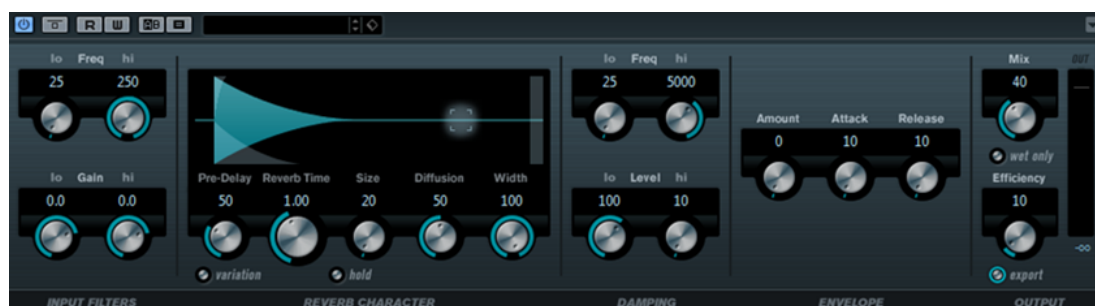 R W AB
lo Freq hi
25 250
lo Gain hi
0.0 0.0
variation
Pre-Delay Reverb Time Size Diffusion Width
50 1.00 20 50 100
hold
lo Freq hi
25 5000
lo Level hi
100 10
Amount Attack Release
0 10 10
Mix
40
wet only
Efficiency
10
export
OUT
-∞
INPUT FILTERS REVERB CHARACTER DAMPING ENVELOPE OUTPUT